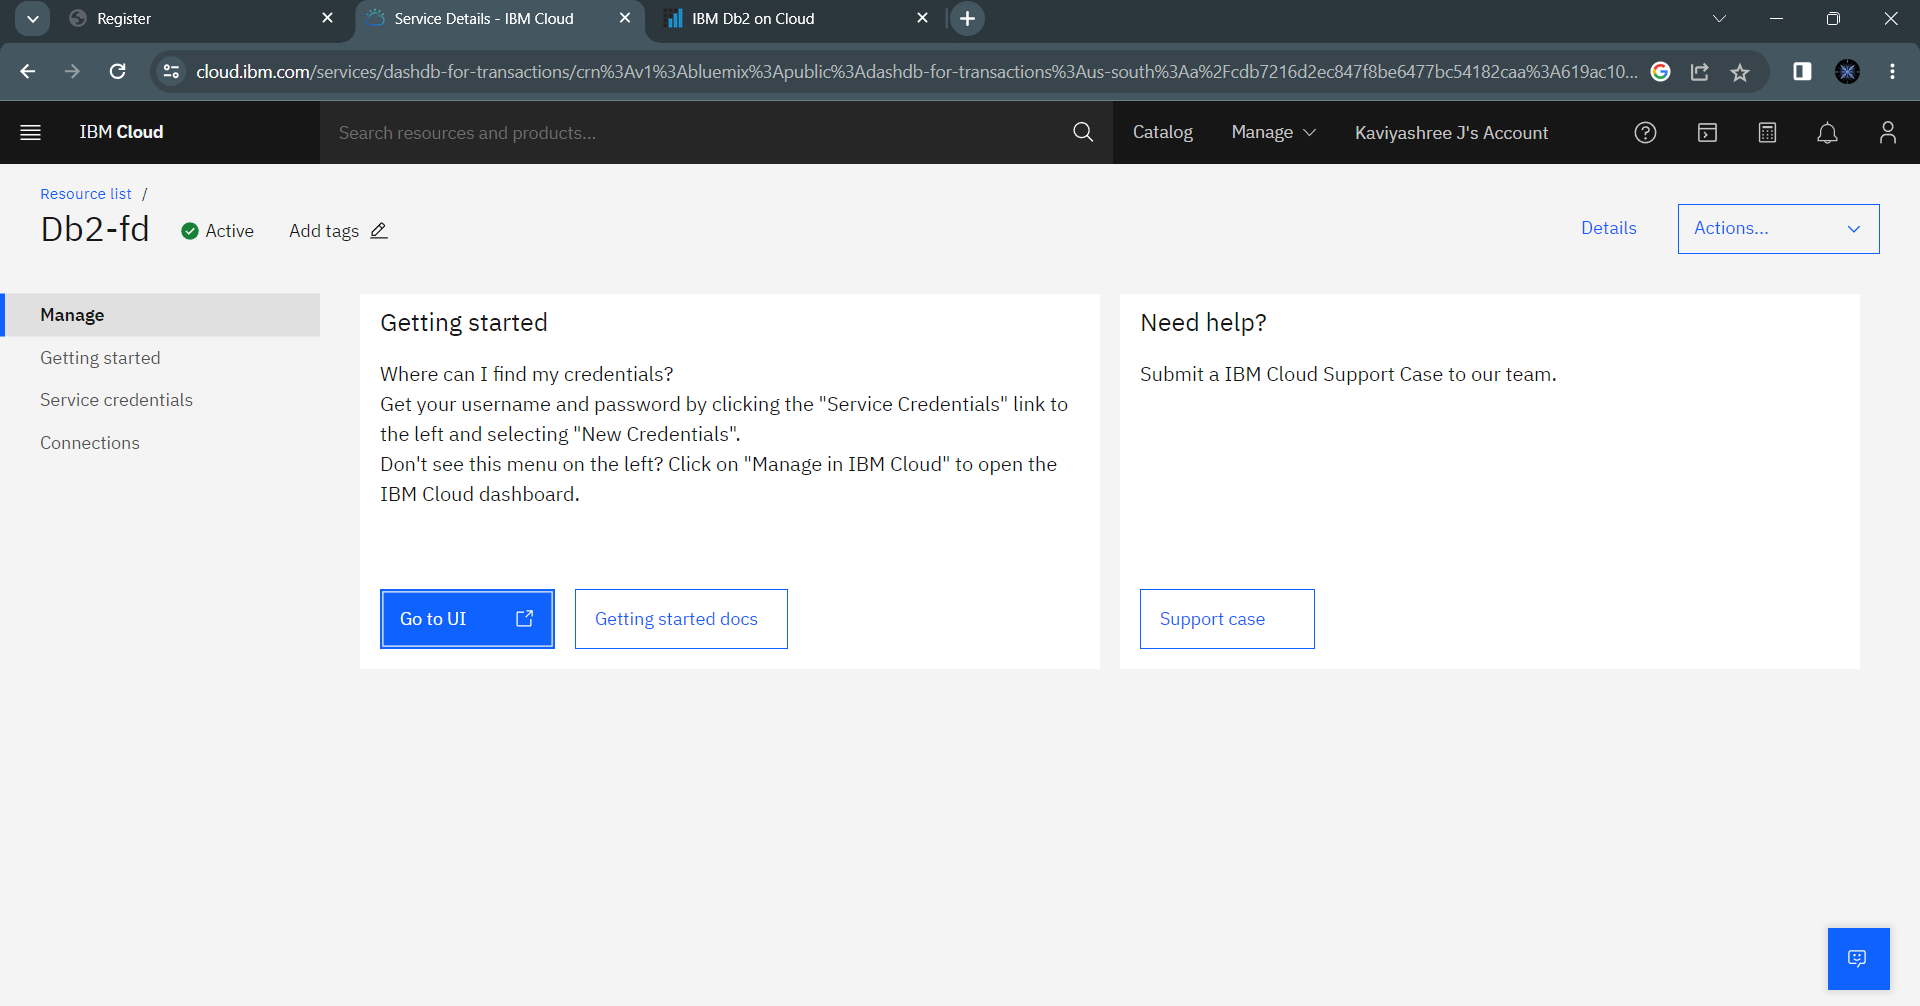 Register
Service Details - IBM Cloud
IBM Db2 on Cloud
cloud.ibm.com/services/dashdb-for-transactions/crn%3Av1%3Abluemix%3Apublic%3Adashdb-for-transactions%3Aus-south%3Aa%2Fcdb7216d2ec847f8be6477bc54182caa%3A619ac10...
IBM Cloud
Search resources and products...
Catalog
Manage
Kaviyashree J's Account
Resource list /
Db2-fd
Active
Add tags
Details
Actions...
Manage
Getting started
Service credentials
Connections
Getting started
Where can I find my credentials?
Get your username and password by clicking the "Service Credentials" link to
the left and selecting "New Credentials".
Don't see this menu on the left? Click on "Manage in IBM Cloud" to open the
IBM Cloud dashboard.
Go to UI
Getting started docs
Need help?
Submit a IBM Cloud Support Case to our team.
Support case